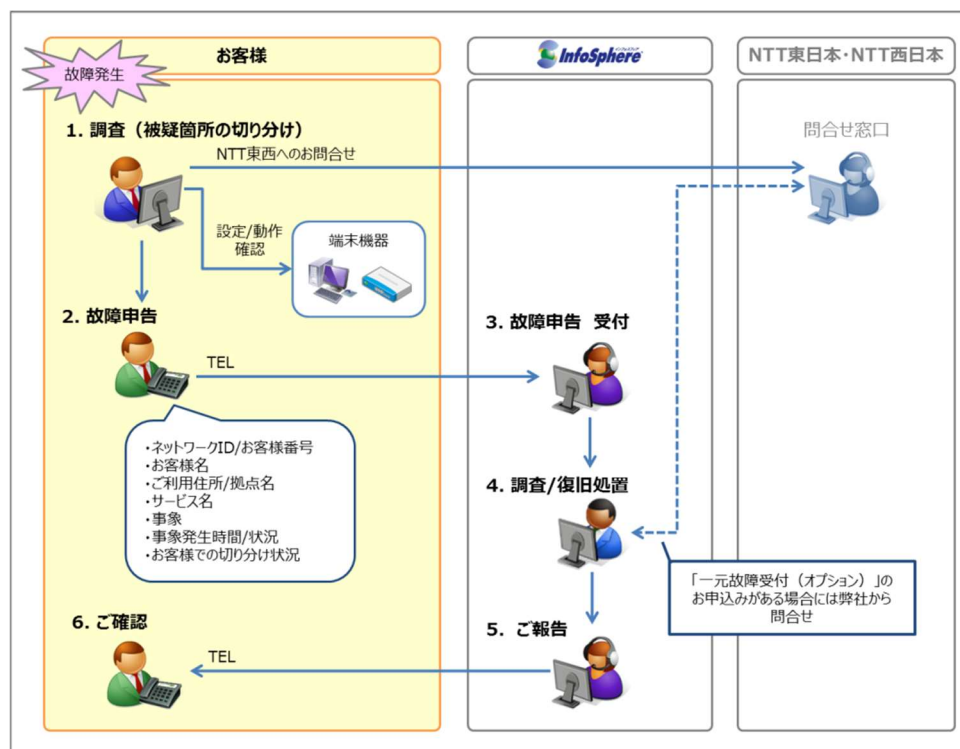 お客様
InfoSphere
NTT東日本・NTT西日本
故障発生
1. 調査（被疑箇所の切り分け）
NTT東西へのお問合せ
問合せ窓口
設定/動作
確認
端末機器
2. 故障申告
TEL
3. 故障申告 受付
・ネットワークID/お客様番号
・お客様名
・ご利用住所/拠点名
・サービス名
・事象
・事象発生時間/状況
・お客様での切り分け状況
4. 調査/復旧処置
「一元故障受付（オプション）」の
お申込みがある場合には弊社から
問合せ
5. ご報告
6. ご確認
TEL